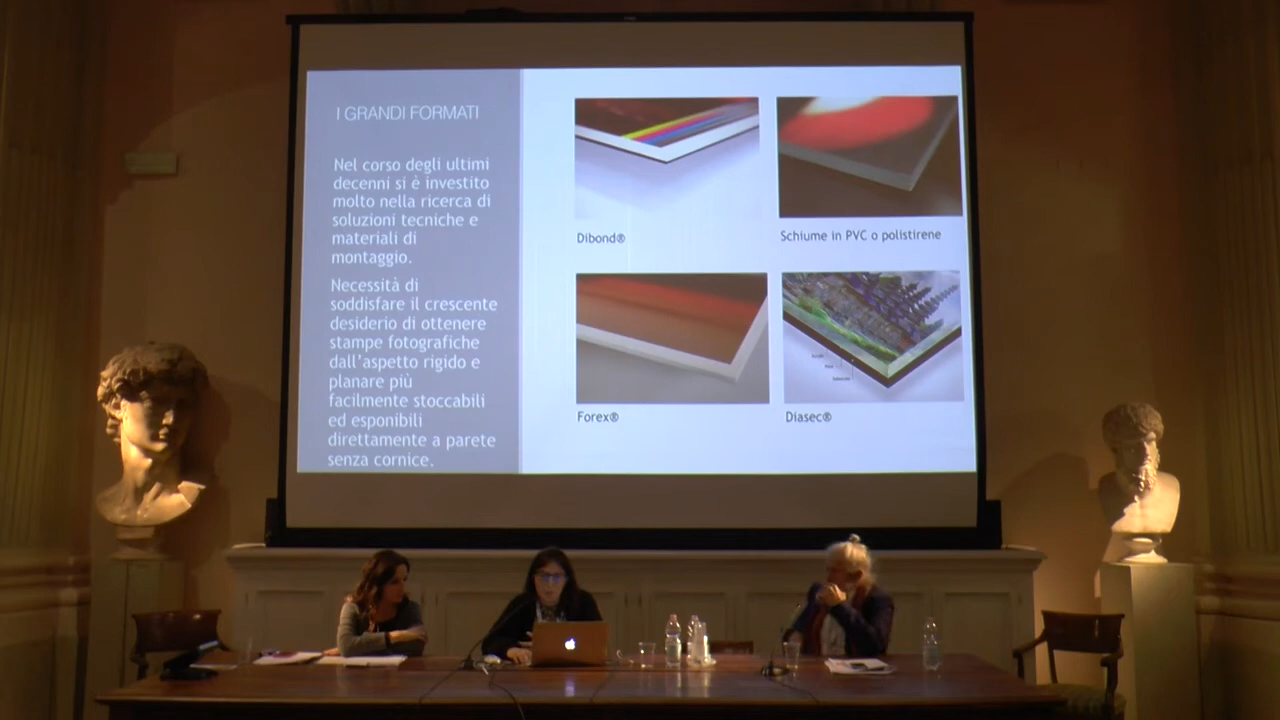 I GRANDI FORMATI
Nel corso degli ultimi
decenni si è investito
molto nella ricerca di
soluzioni tecniche e
materiali di
montaggio.
Necessità di
soddisfare il crescente
desiderio di ottenere
stampe fotografiche
dall'aspetto rigido e
planare più
facilmente stoccabili
ed esponibili
direttamente a parete
senza cornice.
Dibond®
Schiume in PVC o polistirene
Forex®
Diasec®